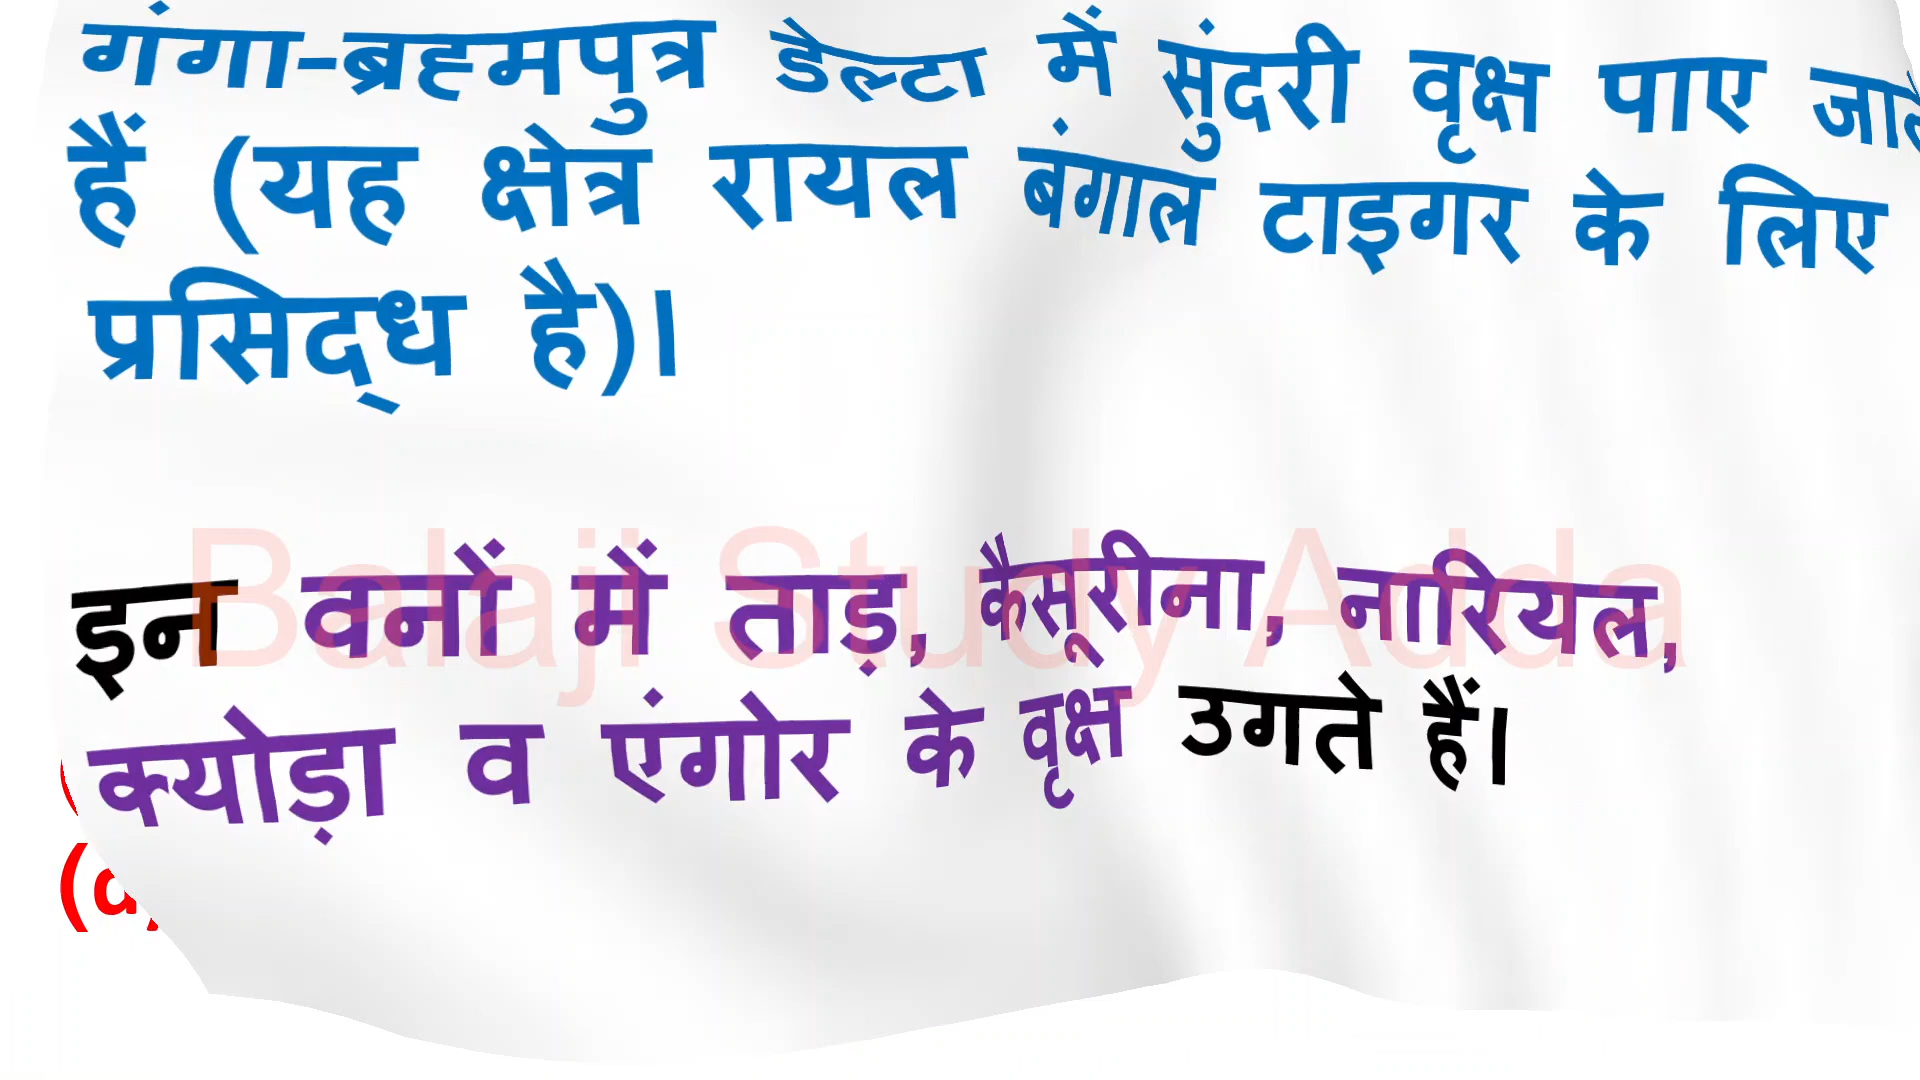 गंगा-ब्रह्मपुत्र डेल्टा में सुंदरी वृक्ष पाए
हैं (यह क्षेत्र रायल बंगाल टाइगर के लिए
प्रसिद्ध है)।
Balaji Study Adda
इन वनों में ताड़, कैसूरीना, नारियल,
क्योड़ा व एंगोर के वृक्ष उगते हैं।